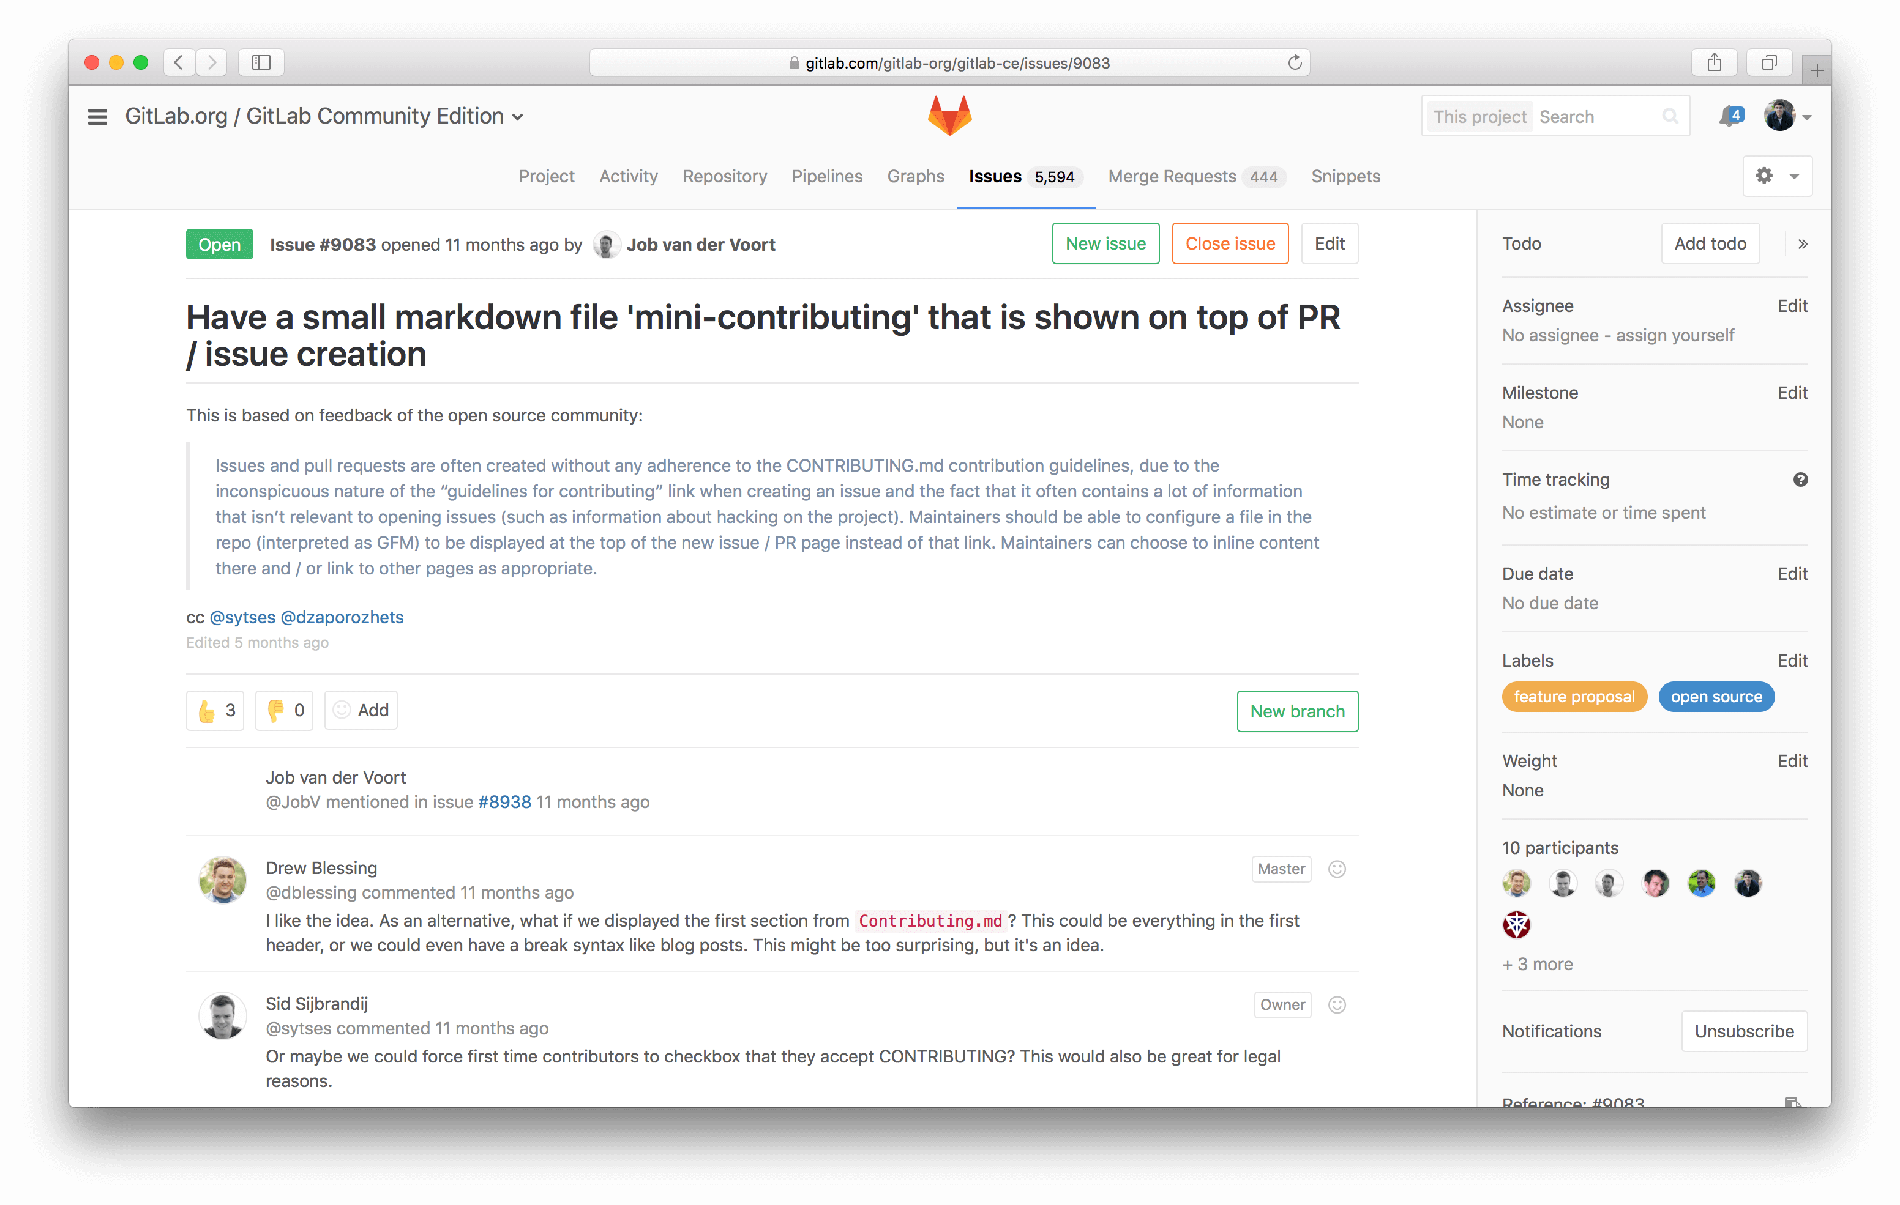 gitlab.com/gitlab-org/gitlab-ce/issues/9083
GitLab.org / GitLab Community Edition
This project Search
4
Project Activity Repository Pipelines Graphs Issues 5,594 Merge Requests 444 Snippets
Open Issue #9083 opened 11 months ago by Job van der Voort
New issue Close issue Edit
Have a small markdown file 'mini-contributing' that is shown on top of PR
/ issue creation
This is based on feedback of the open source community:
Issues and pull requests are often created without any adherence to the CONTRIBUTING.md contribution guidelines, due to the
inconspicuous nature of the “guidelines for contributing” link when creating an issue and the fact that it often contains a lot of information
that isn’t relevant to opening issues (such as information about hacking on the project). Maintainers should be able to configure a file in the
repo (interpreted as GFM) to be displayed at the top of the new issue / PR page instead of that link. Maintainers can choose to inline content
there and / or link to other pages as appropriate.
cc @sytses @dzaporozhets
Edited 5 months ago
3 0 Add
New branch
Job van der Voort
@JobV mentioned in issue #8938 11 months ago
Drew Blessing
Master
@dblessing commented 11 months ago
I like the idea. As an alternative, what if we displayed the first section from Contributing.md ? This could be everything in the first
header, or we could even have a break syntax like blog posts. This might be too surprising, but it's an idea.
Sid Sijbrandij
Owner
@sytses commented 11 months ago
Or maybe we could force first time contributors to checkbox that they accept CONTRIBUTING? This would also be great for legal
reasons.
Todo Add todo »
Assignee Edit
No assignee - assign yourself
Milestone Edit
None
Time tracking ?
No estimate or time spent
Due date Edit
No due date
Labels Edit
feature proposal open source
Weight Edit
None
10 participants
+ 3 more
Notifications Unsubscribe
Reference: #9083